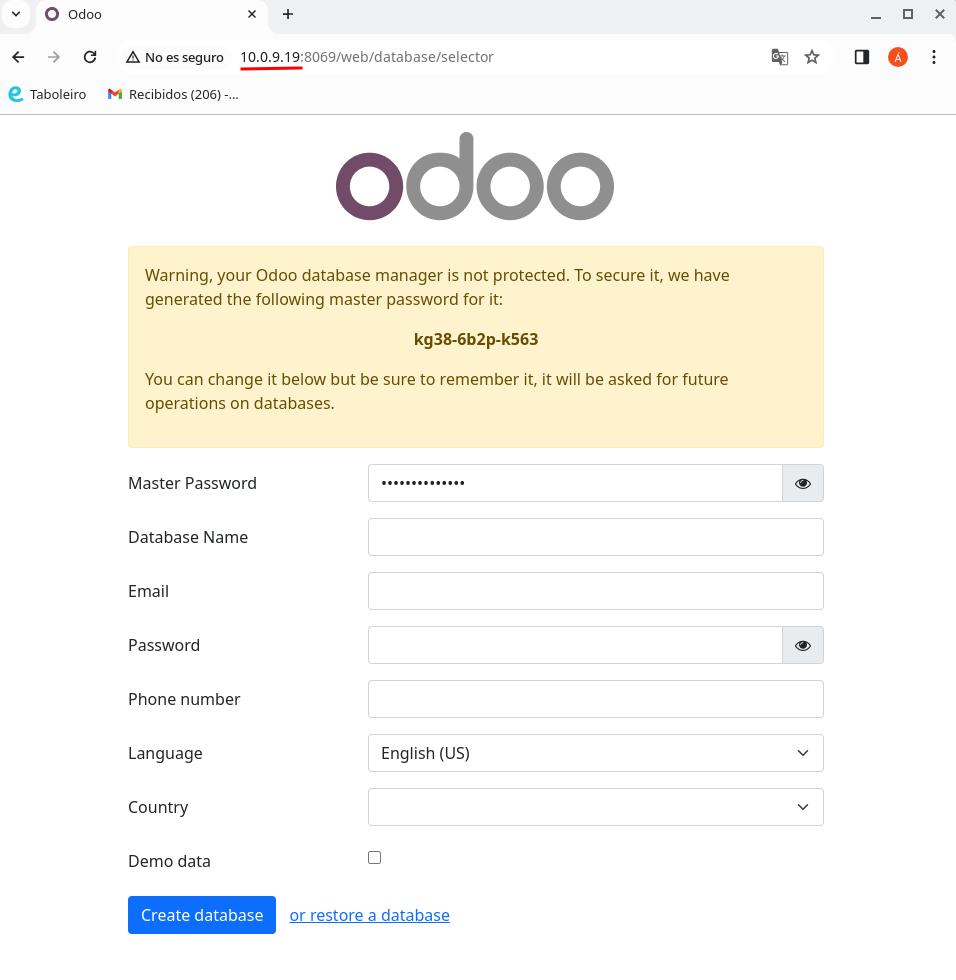 Odoo
No es seguro 10.0.9.19:8069/web/database/selector
Á
Taboleiro Recibidos (206) -...
odoo
Warning, your Odoo database manager is not protected. To secure it, we have
generated the following master password for it:
kg38-6b2p-k563
You can change it below but be sure to remember it, it will be asked for future
operations on databases.
Master Password ••••••••••••••
Database Name
Email
Password
Phone number
Language English (US)
Country
Demo data
Create database or restore a database